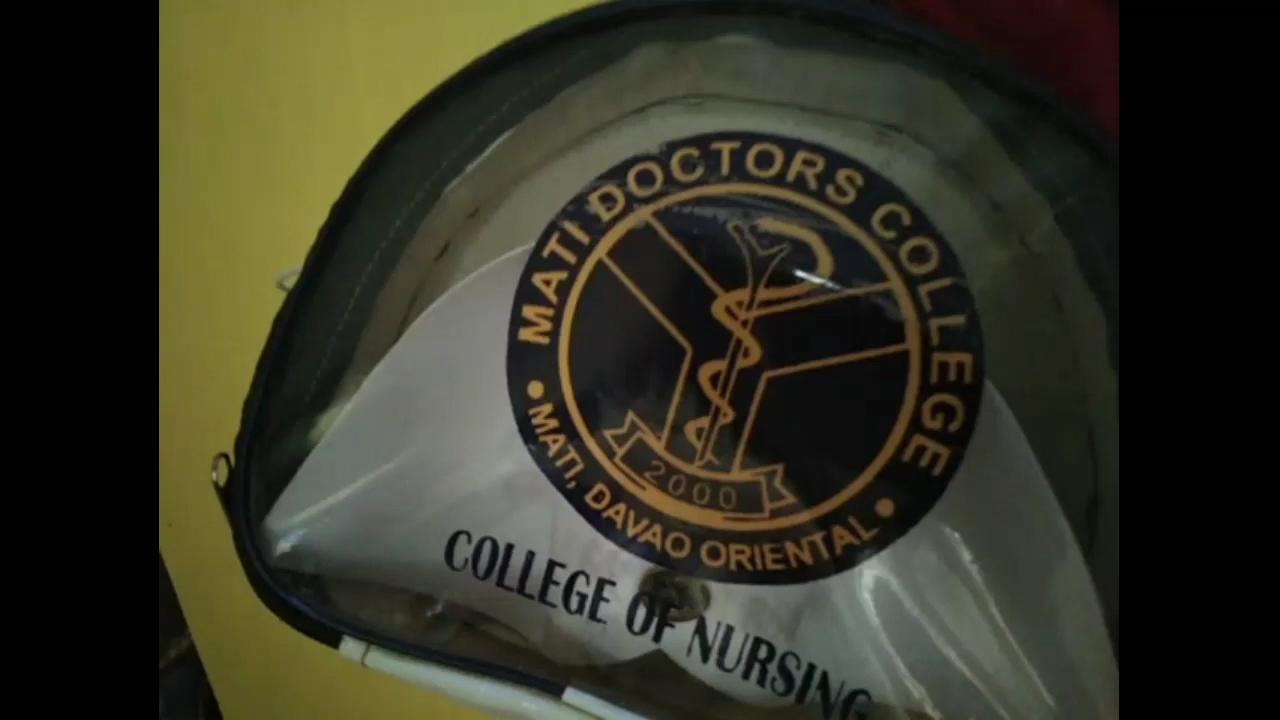 MATI DOCTORS COLLEGE
2000
• MATI, DAVAO ORIENTAL •
COLLEGE OF NURSING